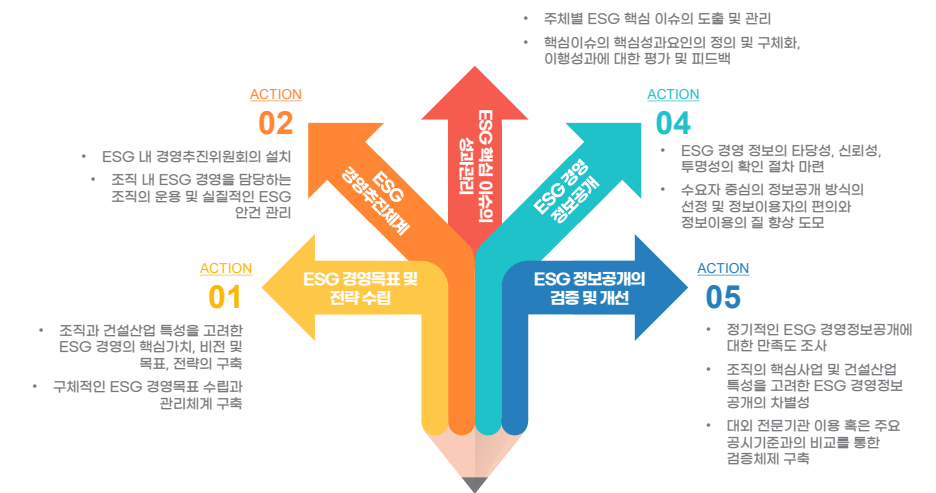 • 주체별 ESG 핵심 이슈의 도출 및 관리
• 핵심이슈의 핵심성과요인의 정의 및 구체화,
이행성과에 대한 평가 및 피드백
ESG 핵심 이슈의
성과관리
ACTION
02
• ESG 내 경영추진위원회의 설치
• 조직 내 ESG 경영을 담당하는
조직의 운용 및 실질적인 ESG
안건 관리
ESG
경영추진체계
ACTION
04
• ESG 경영 정보의 타당성, 신뢰성,
투명성의 확인 절차 마련
• 수요자 중심의 정보공개 방식의
선정 및 정보이용자의 편의와
정보이용의 질 향상 도모
ESG 경영
정보공개
ACTION
01
• 조직과 건설산업 특성을 고려한
ESG 경영의 핵심가치, 비전 및
목표, 전략의 구축
• 구체적인 ESG 경영목표 수립과
관리체계 구축
ESG 경영목표 및
전략 수립
ESG 정보공개의
검증 및 개선
ACTION
05
• 정기적인 ESG 경영정보공개에
대한 만족도 조사
• 조직의 핵심사업 및 건설산업
특성을 고려한 ESG 경영정보
공개의 차별성
• 대외 전문기관 이용 혹은 주요
공시기준과의 비교를 통한
검증체제 구축